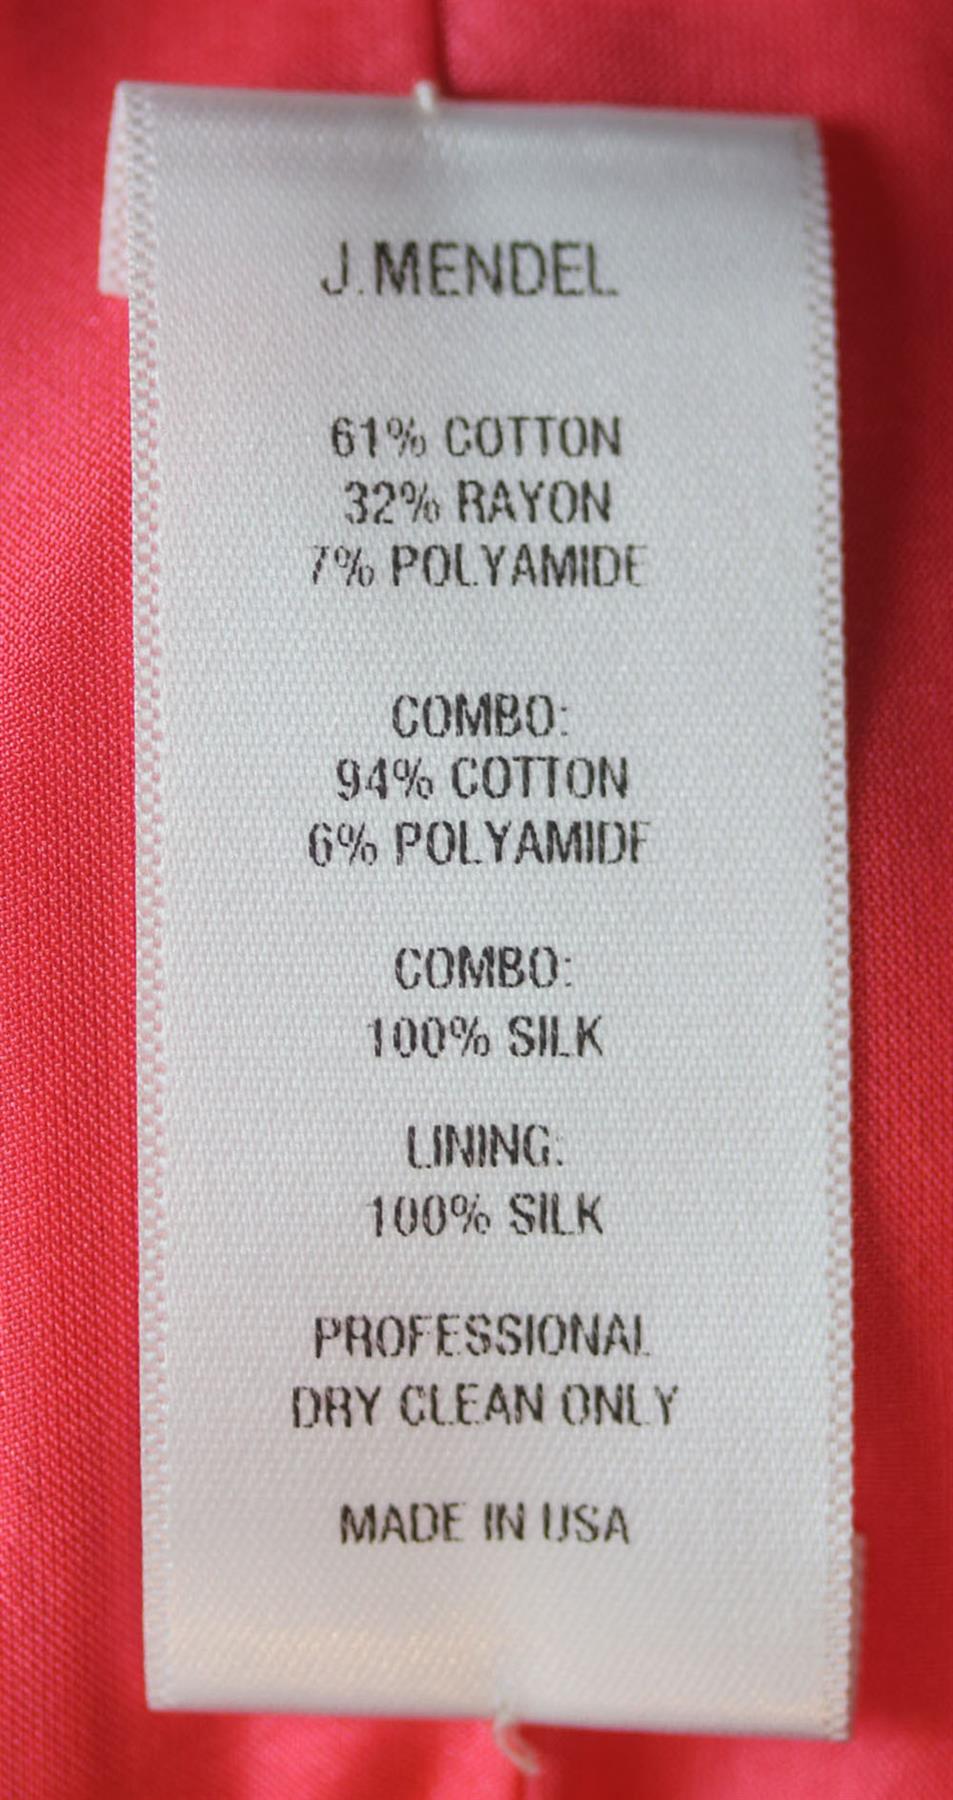 J.MENDEL
61% COTTON
32% RAYON
7% POLYAMIDE
COMBO:
94% COTTON
6% POLYAMIDE
COMBO:
100% SILK
LINING:
100% SILK
PROFESSIONAL
DRY CLEAN ONLY
MADE IN USA